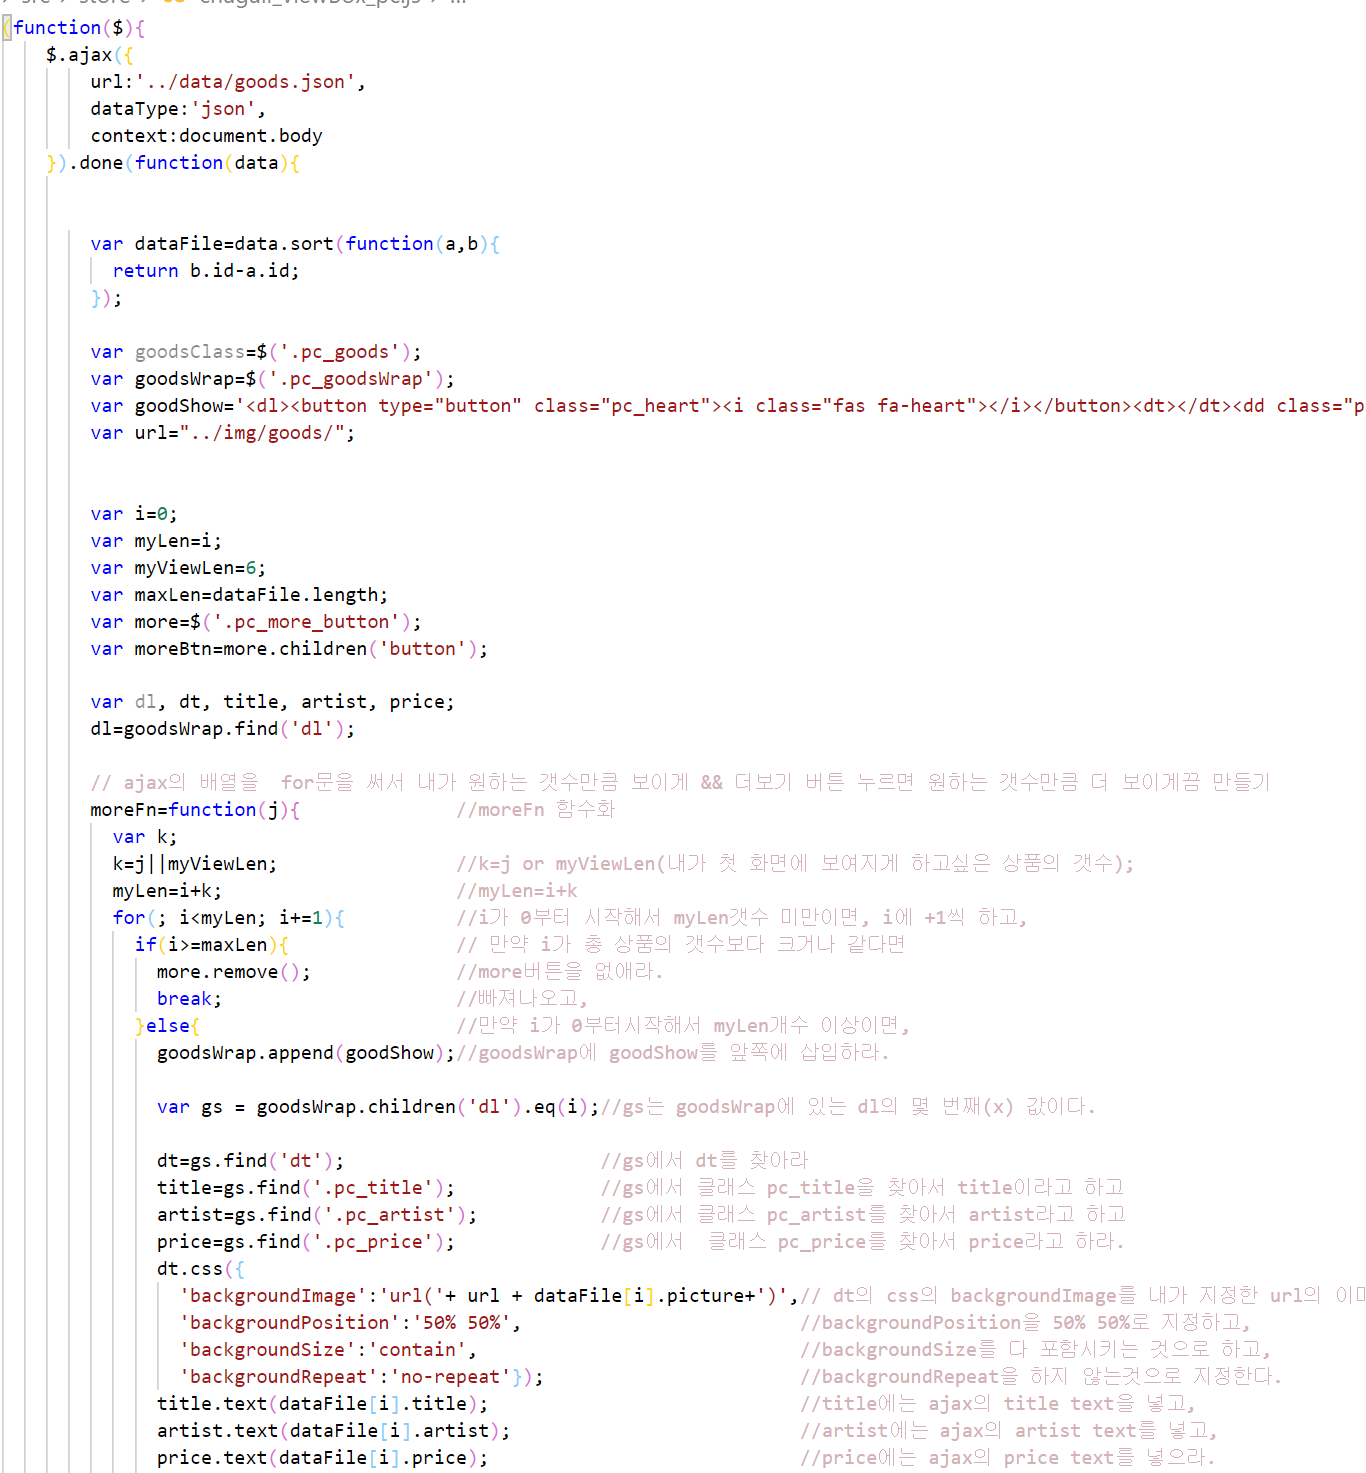 (function($){
$.ajax({
url:'../data/goods.json',
dataType:'json',
context:document.body
}).done(function(data){
var dataFile=data.sort(function(a,b){
return b.id-a.id;
});
var goodsClass=$('.pc_goods');
var goodsWrap=$('.pc_goodsWrap');
var goodShow='<dl><button type="button" class="pc_heart"><i class="fas fa-heart"></i></button><dt></dt><dd class="p
var url="../img/goods/";
var i=0;
var myLen=i;
var myViewLen=6;
var maxLen=dataFile.length;
var more=$('.pc_more_button');
var moreBtn=more.children('button');
var dl, dt, title, artist, price;
dl=goodsWrap.find('dl');
// ajax의 배열을  for문을 써서 내가 원하는 갯수만큼 보이게 && 더보기 버튼 누르면 원하는 갯수만큼 더 보이게끔 만들기
moreFn=function(j){ //moreFn 함수화
var k;
k=j||myViewLen; //k=j or myViewLen(내가 첫 화면에 보여지게 하고싶은 상품의 갯수);
myLen=i+k; //myLen=i+k
for(; i<myLen; i+=1){ //i가 0부터 시작해서 myLen갯수 미만이면, i에 +1씩 하고,
if(i>=maxLen){ // 만약 i가 총 상품의 갯수보다 크거나 같다면
more.remove(); //more버튼을 없애라.
break; //빠져나오고,
}else{ //만약 i가 0부터시작해서 myLen개수 이상이면,
goodsWrap.append(goodShow);//goodsWrap에 goodShow를 앞쪽에 삽입하라.
var gs = goodsWrap.children('dl').eq(i);//gs는 goodsWrap에 있는 dl의 몇 번째(x) 값이다.
dt=gs.find('dt'); //gs에서 dt를 찾아라
title=gs.find('.pc_title'); //gs에서 클래스 pc_title을 찾아서 title이라고 하고
artist=gs.find('.pc_artist'); //gs에서 클래스 pc_artist를 찾아서 artist라고 하고
price=gs.find('.pc_price'); //gs에서  클래스 pc_price를 찾아서 price라고 하라.
dt.css({
'backgroundImage':'url('+ url + dataFile[i].picture+')',// dt의 css의 backgroundImage를 내가 지정한 url의 이미
'backgroundPosition':'50% 50%', //backgroundPosition을 50% 50%로 지정하고,
'backgroundSize':'contain', //backgroundSize를 다 포함시키는 것으로 하고,
'backgroundRepeat':'no-repeat'}); //backgroundRepeat을 하지 않는것으로 지정한다.
title.text(dataFile[i].title); //title에는 ajax의 title text을 넣고,
artist.text(dataFile[i].artist); //artist에는 ajax의 artist text를 넣고,
price.text(dataFile[i].price); //price에는 ajax의 price text를 넣으라.